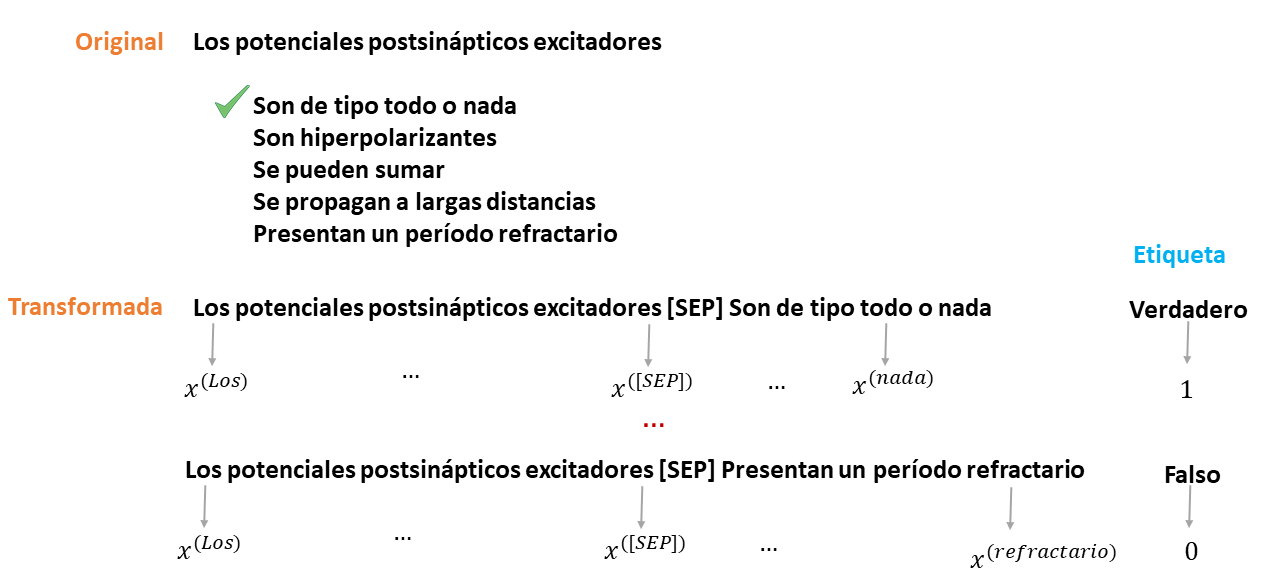 Original Los potenciales postsinápticos excitadores
Son de tipo todo o nada
Son hiperpolarizantes
Se pueden sumar
Se propagan a largas distancias
Presentan un período refractario
Etiqueta
Transformada Los potenciales postsinápticos excitadores [SEP] Son de tipo todo o nada Verdadero
x^(Los) ... x^([SEP]) ... x^(nada) 1
...
Los potenciales postsinápticos excitadores [SEP] Presentan un período refractario Falso
x^(Los) ... x^([SEP]) ... x^(refractario) 0